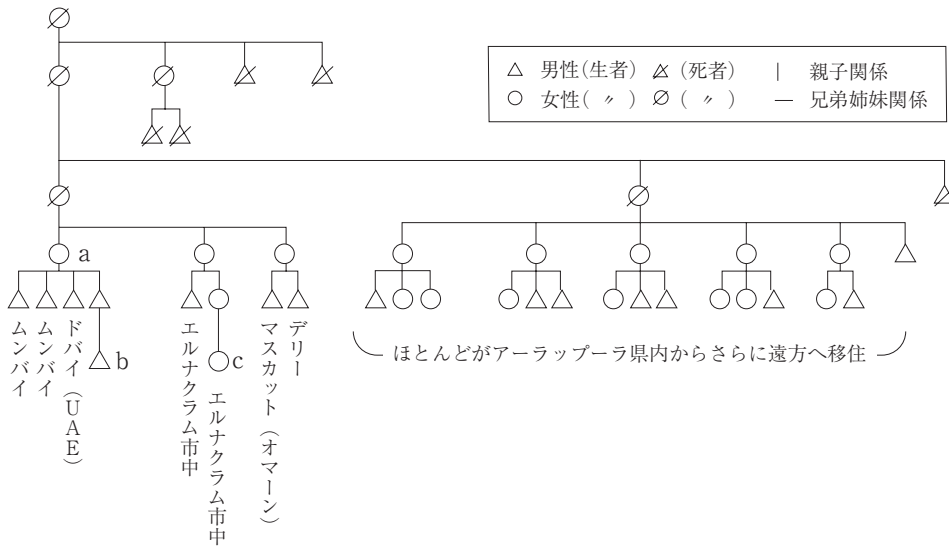 △ 男性(生者) (死者) | 親子関係
○ 女性( 〃 ) ( 〃 ) — 兄弟姉妹関係
a
b
c
ムンバイ
ムンバイ
ドバイ(UAE)
エルナクラム市中
エルナクラム市中
マスカット(オマーン)
デリー
ほとんどがアーラップーラ県内からさらに遠方へ移住